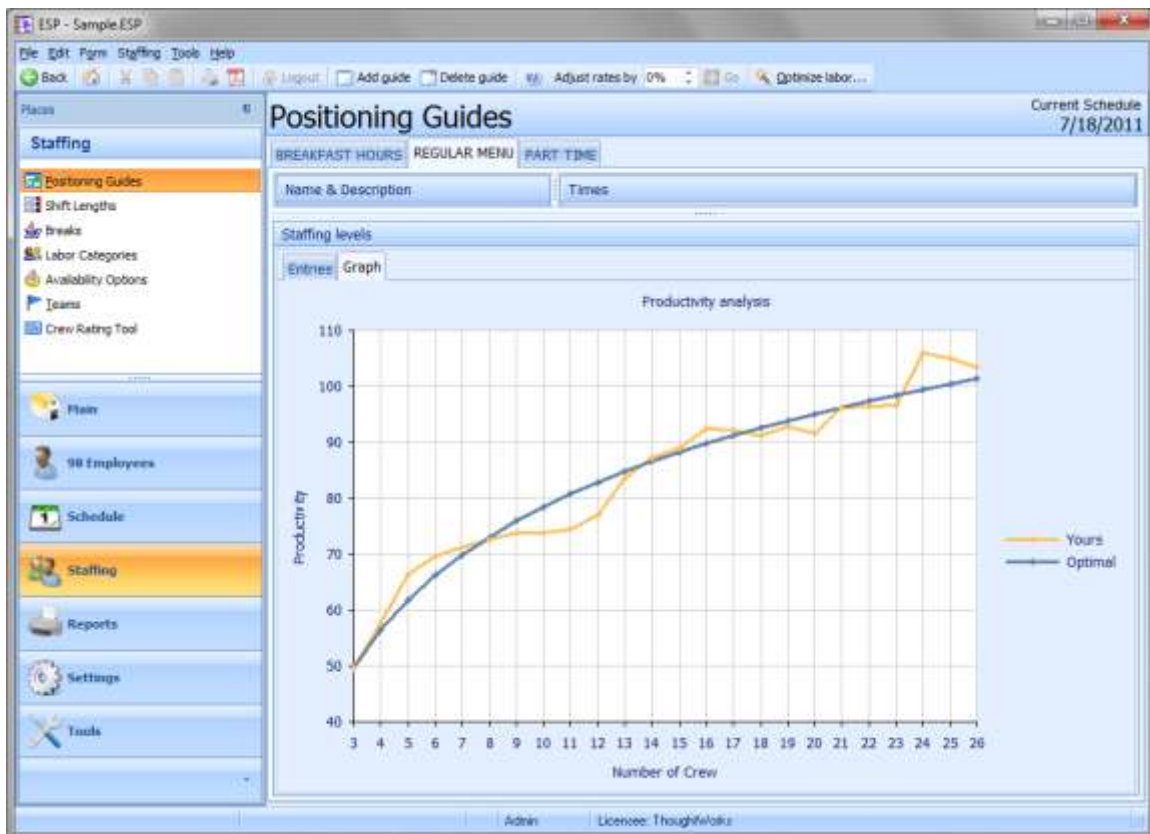 ESP - Sample.ESP
File Edit Form Staffing Tools Help
Back Logout Add guide Delete guide Adjust rates by 0% Go Optimize labor...
Places
Staffing
Positioning Guides
Shift Lengths
Breaks
Labor Categories
Availability Options
Teams
Crew Rating Tool
Main
98 Employees
Schedule
Staffing
Reports
Settings
Tools
Positioning Guides
Current Schedule
7/18/2011
BREAKFAST HOURS REGULAR MENU PART TIME
Name & Description Times
Staffing levels
Entries Graph
Productivity analysis
110
100
90
80
70
60
50
40
Productivity
3 4 5 6 7 8 9 10 11 12 13 14 15 16 17 18 19 20 21 22 23 24 25 26
Number of Crew
Yours
Optimal
Admin Licencee: ThoughtWorks